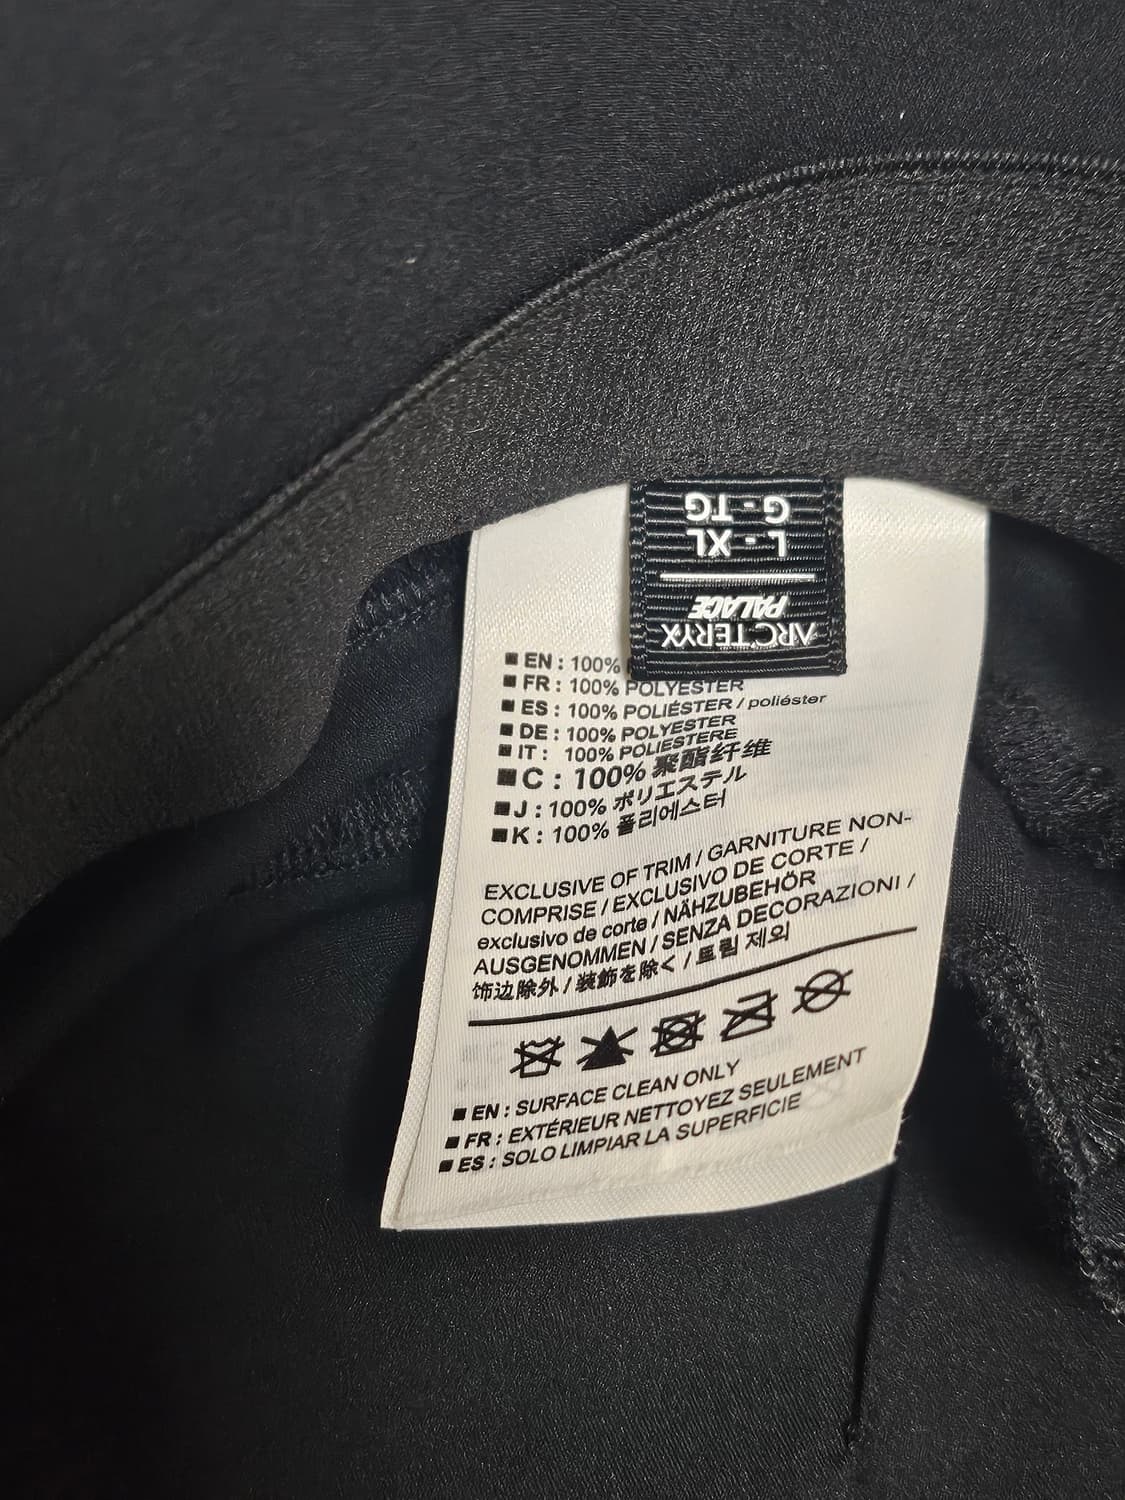 G - TG
L - XL
PALACE
ARC'TERYX
EN : 100%
FR : 100% POLYESTER
ES : 100% POLIÉSTER / poliéster
DE : 100% POLYESTER
IT : 100% POLIESTERE
C : 100% 聚酯纤维
J : 100% ポリエステル
K : 100% 폴리에스터
EXCLUSIVE OF TRIM / GARNITURE NON-
COMPRISE / EXCLUSIVO DE CORTE /
exclusivo de corte / NÄHZUBEHÖR
AUSGENOMMEN / SENZA DECORAZIONI /
饰边除外 / 装飾を除く / 트림 제외
EN : SURFACE CLEAN ONLY
FR : EXTÉRIEUR NETTOYEZ SEULEMENT
ES : SOLO LIMPIAR LA SUPERFICIE